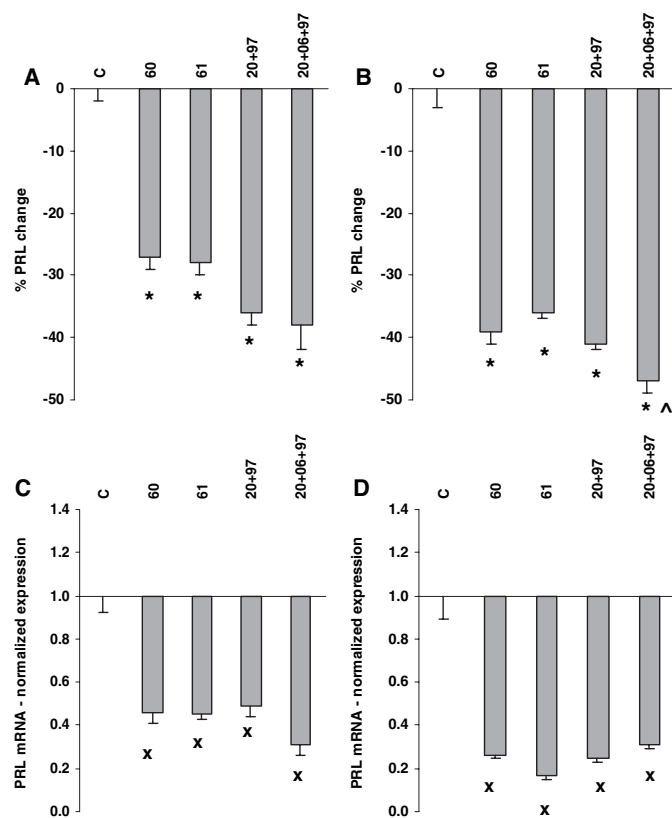 A
C
60
61
20+97
20+06+97
0
-10
-20
-30
-40
-50
% PRL change
*
*
*
*
B
C
60
61
20+97
20+06+97
0
-10
-20
-30
-40
-50
% PRL change
*
*
*
* ^
C
C
60
61
20+97
20+06+97
1.4
1.2
1.0
0.8
0.6
0.4
0.2
0.0
PRL mRNA - normalized expression
x
x
x
x
D
C
60
61
20+97
20+06+97
1.4
1.2
1.0
0.8
0.6
0.4
0.2
0.0
PRL mRNA - normalized expression
x
x
x
x